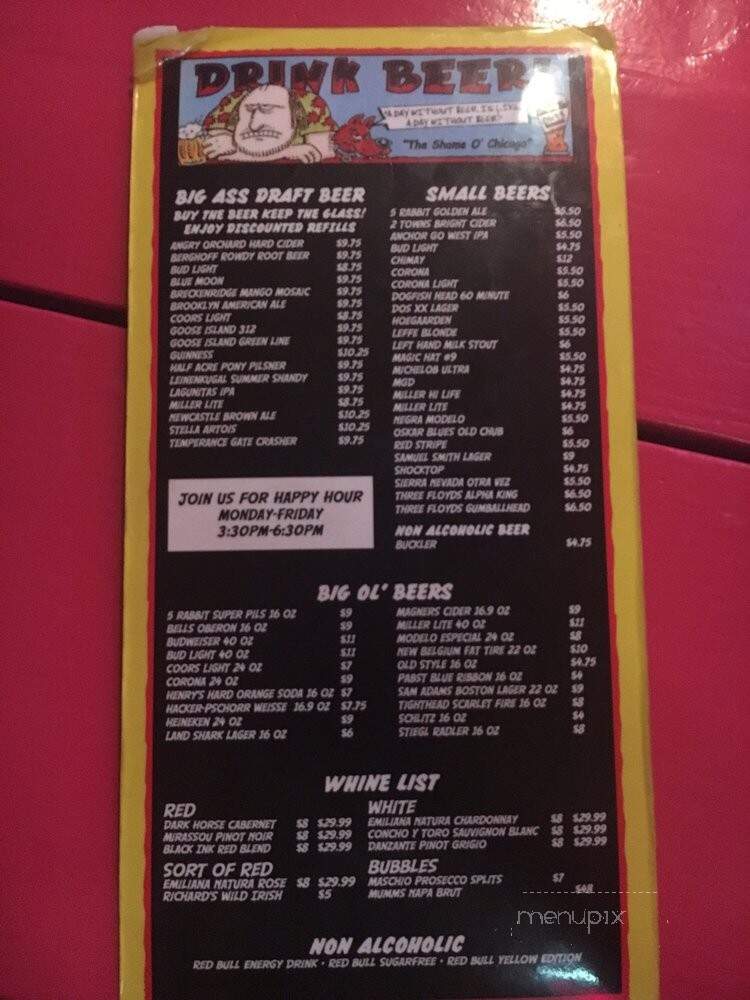 DRINK BEER!
"A DAY WITHOUT BEER IS LIKE
A DAY WITHOUT BEER"
"The Shame O' Chicago"
BIG ASS DRAFT BEER
BUY THE BEER KEEP THE GLASS!
ENJOY DISCOUNTED REFILLS
ANGRY ORCHARD HARD CIDER $9.75
BERGHOFF ROWDY ROOT BEER $9.75
BUD LIGHT $8.75
BLUE MOON $9.75
BRECKENRIDGE MANGO MOSAIC $9.75
BROOKLYN AMERICAN ALE $9.75
COORS LIGHT $8.75
GOOSE ISLAND 312 $9.75
GOOSE ISLAND GREEN LINE $9.75
GUINNESS $10.25
HALF ACRE PONY PILSNER $9.75
LEINENKUGAL SUMMER SHANDY $9.75
LAGUNITAS IPA $9.75
MILLER LITE $8.75
NEWCASTLE BROWN ALE $10.25
STELLA ARTOIS $10.25
TEMPERANCE GATE CRASHER $9.75
JOIN US FOR HAPPY HOUR
MONDAY-FRIDAY
3:30PM-6:30PM
SMALL BEERS
5 RABBIT GOLDEN ALE $5.50
2 TOWNS BRIGHT CIDER $6.50
ANCHOR GO WEST IPA $5.50
BUD LIGHT $4.75
CHIMAY $12
CORONA $5.50
CORONA LIGHT $5.50
DOGFISH HEAD 60 MINUTE $6
DOS XX LAGER $5.50
HOEGAARDEN $5.50
LEFFE BLONDE $5.50
LEFT HAND MILK STOUT $6
MAGIC HAT #9 $5.50
MICHELOB ULTRA $4.75
MGD $4.75
MILLER HI LIFE $4.75
MILLER LITE $4.75
NEGRA MODELO $5.50
OSKAR BLUES OLD CHUB $6
RED STRIPE $5.50
SAMUEL SMITH LAGER $9
SHOCKTOP $4.75
SIERRA NEVADA OTRA VEZ $5.50
THREE FLOYDS ALPHA KING $6.50
THREE FLOYDS GUMBALLHEAD $6.50
NON ALCOHOLIC BEER
BUCKLER $4.75
BIG OL' BEERS
5 RABBIT SUPER PILS 16 OZ $9
BELLS OBERON 16 OZ $9
BUDWEISER 40 OZ $11
BUD LIGHT 40 OZ $11
COORS LIGHT 24 OZ $7
CORONA 24 OZ $9
HENRY'S HARD ORANGE SODA 16 OZ $7
HACKER-PSCHORR WEISSE 16.9 OZ $7.75
HEINEKEN 24 OZ $9
LAND SHARK LAGER 16 OZ $6
MAGNERS CIDER 16.9 OZ $9
MILLER LITE 40 OZ $11
MODELO ESPECIAL 24 OZ $8
NEW BELGIUM FAT TIRE 22 OZ $10
OLD STYLE 16 OZ $4.75
PABST BLUE RIBBON 16 OZ $4
SAM ADAMS BOSTON LAGER 22 OZ $9
TIGHTHEAD SCARLET FIRE 16 OZ $8
SCHLITZ 16 OZ $4
STIEGL RADLER 16 OZ $8
WHINE LIST
RED
DARK HORSE CABERNET $8 $29.99
MIRASSOU PINOT NOIR $8 $29.99
BLACK INK RED BLEND $8 $29.99
SORT OF RED
EMILIANA NATURA ROSE $8 $29.99
RICHARD'S WILD IRISH $5
WHITE
EMILIANA NATURA CHARDONNAY $8 $29.99
CONCHO Y TORO SAUVIGNON BLANC $8 $29.99
DANZANTE PINOT GRIGIO $8 $29.99
BUBBLES
MASCHIO PROSECCO SPLITS $7
MUMMS NAPA BRUT $48
menupix
NON ALCOHOLIC
RED BULL ENERGY DRINK • RED BULL SUGARFREE • RED BULL YELLOW EDITION